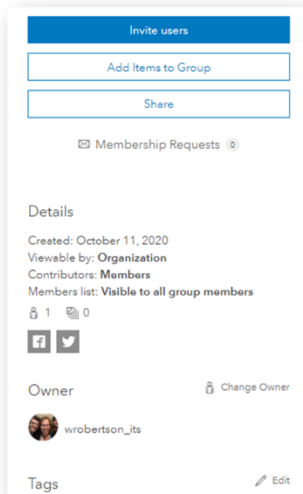 Invite users
Add Items to Group
Share
Membership Requests 0
Details
Created: October 11, 2020
Viewable by: Organization
Contributors: Members
Members list: Visible to all group members
1 0
Owner Change Owner
wrobertson_its
Tags Edit